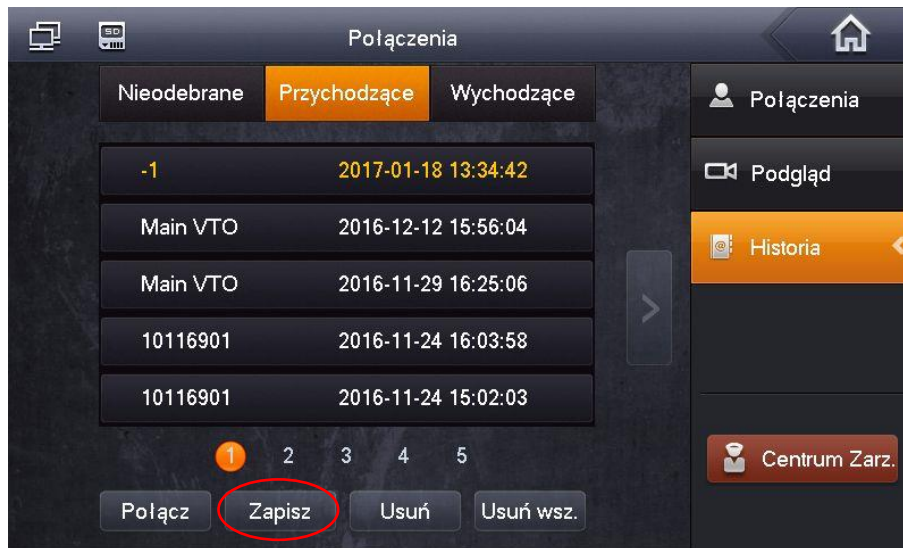 SD
Połączenia
Nieodebrane Przychodzące Wychodzące
-1 2017-01-18 13:34:42
Main VTO 2016-12-12 15:56:04
Main VTO 2016-11-29 16:25:06
10116901 2016-11-24 16:03:58
10116901 2016-11-24 15:02:03
1 2 3 4 5
Połącz Zapisz Usuń Usuń wsz.
Połączenia
Podgląd
@ Historia
Centrum Zarz.